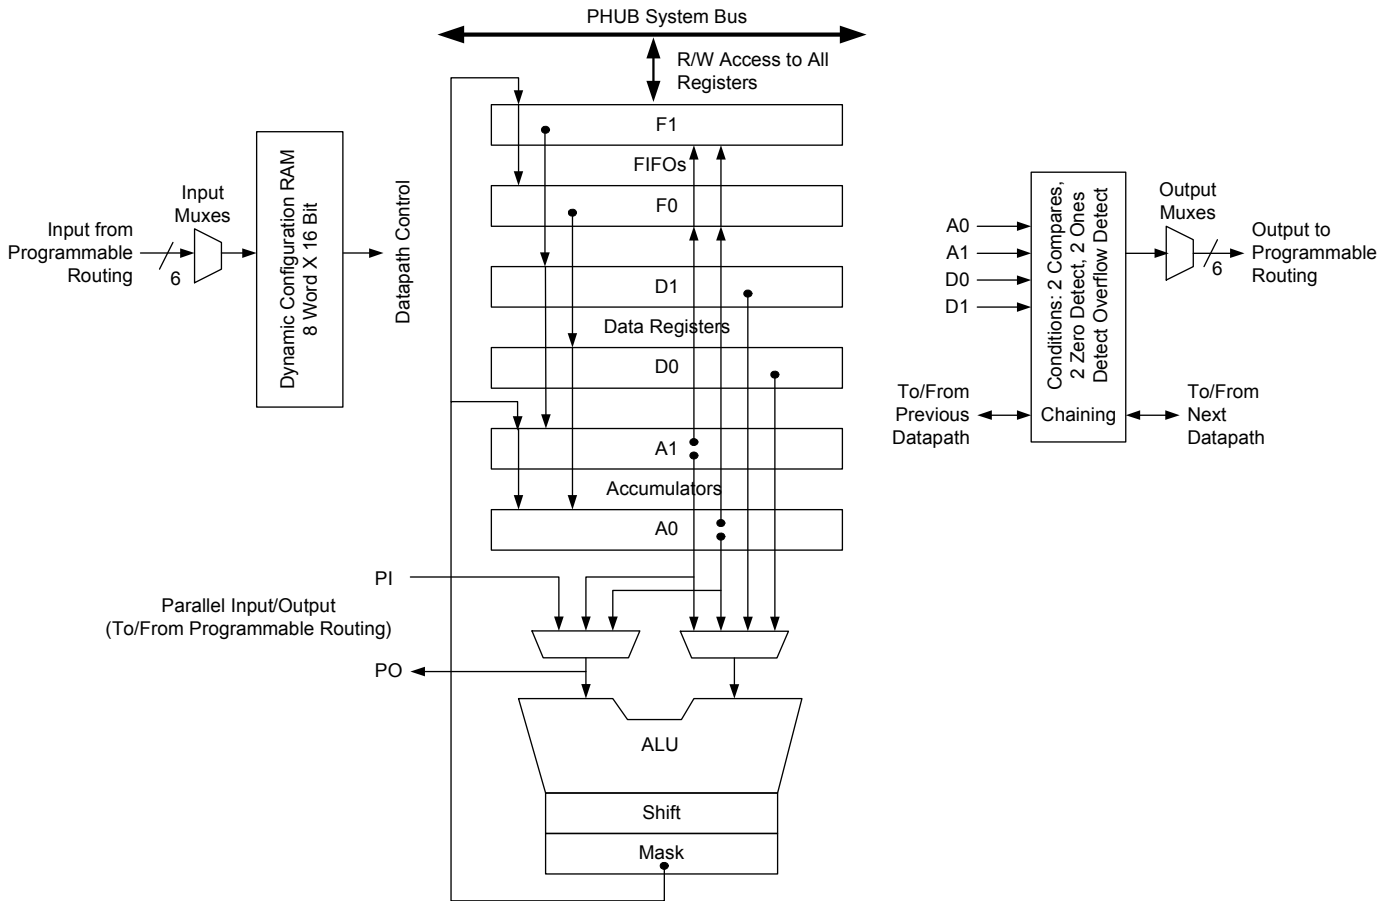 PHUB System Bus
R/W Access to All
Registers
F1
FIFOs
F0
D1
Data Registers
D0
A1
Accumulators
A0
Input from
Programmable
Routing
6
Input
Muxes
Dynamic Configuration RAM
8 Word X 16 Bit
Datapath Control
PI
Parallel Input/Output
(To/From Programmable Routing)
PO
ALU
Shift
Mask
A0
A1
D0
D1
Conditions: 2 Compares,
2 Zero Detect, 2 Ones
Detect Overflow Detect
Chaining
To/From
Previous
Datapath
To/From
Next
Datapath
Output
Muxes
6
Output to
Programmable
Routing